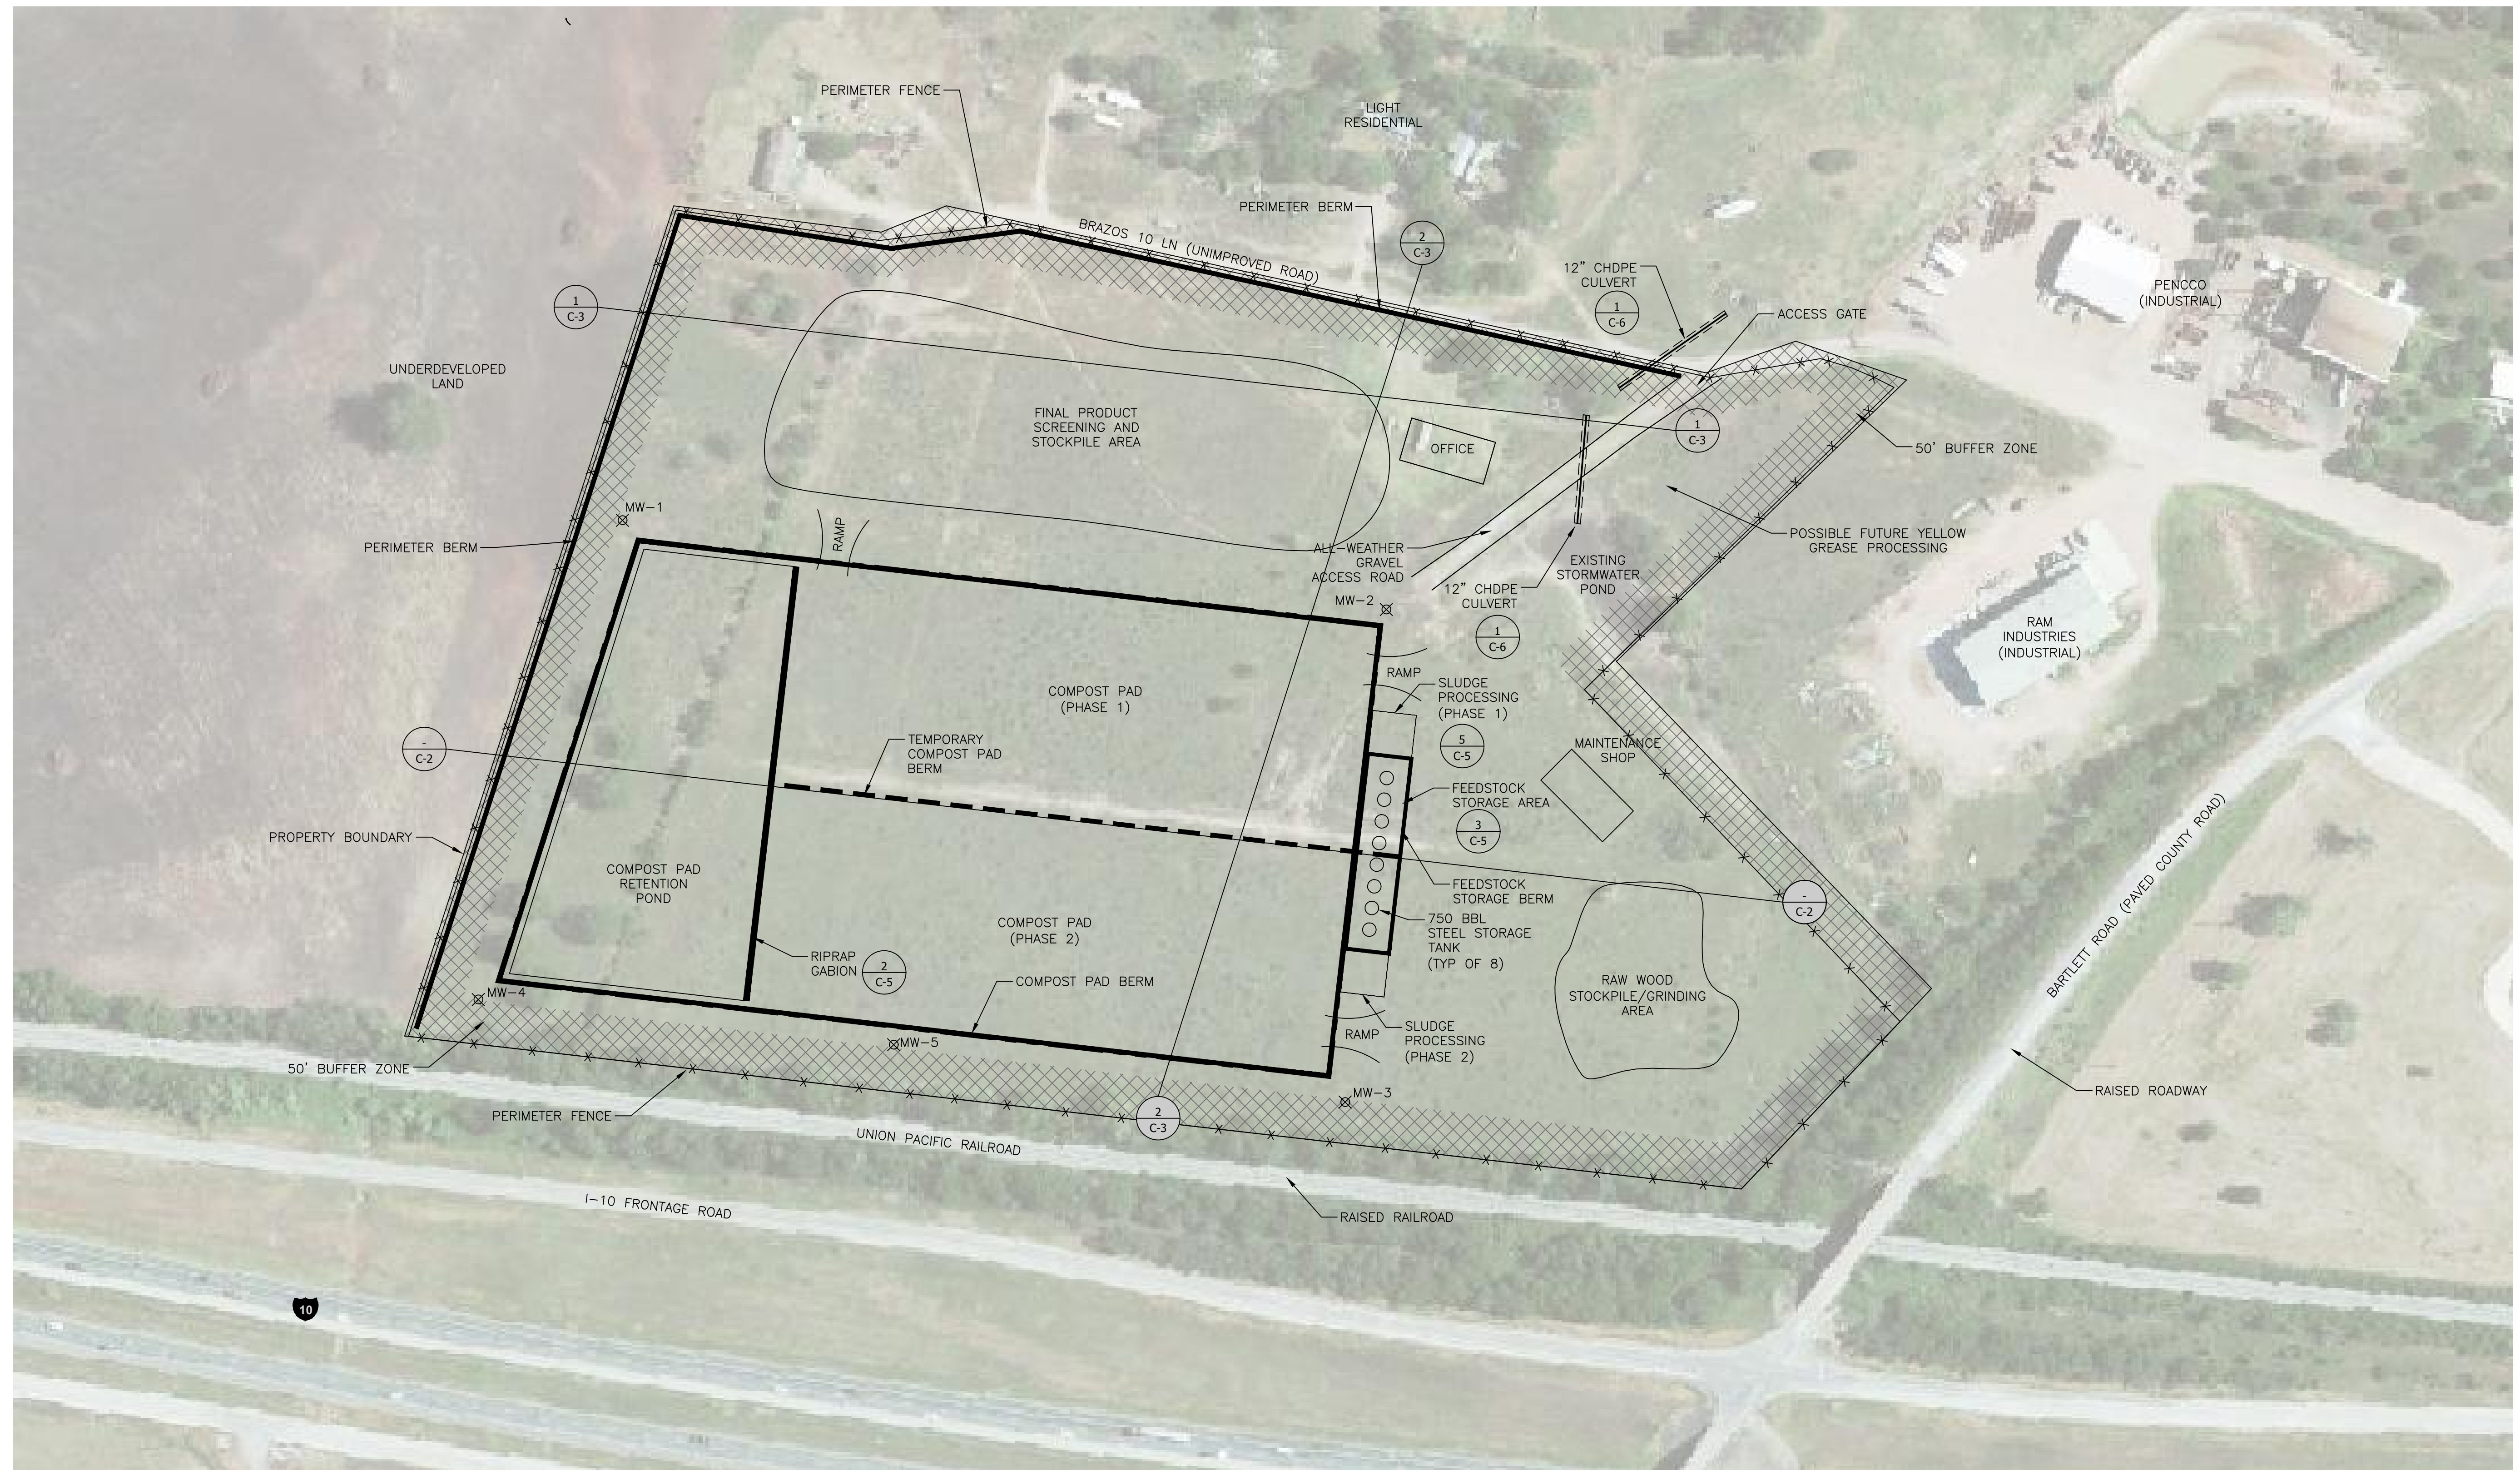 PERIMETER FENCE
LIGHT
RESIDENTIAL
PERIMETER BERM
BRAZOS 10 LN (UNIMPROVED ROAD)
2
C-3
12" CHDPE
CULVERT
1
C-6
ACCESS GATE
PENCCO
(INDUSTRIAL)
1
C-3
UNDERDEVELOPED
LAND
FINAL PRODUCT
SCREENING AND
STOCKPILE AREA
OFFICE
1
C-3
50' BUFFER ZONE
MW-1
RAMP
PERIMETER BERM
ALL-WEATHER
GRAVEL
ACCESS ROAD
POSSIBLE FUTURE YELLOW
GREASE PROCESSING
EXISTING
STORMWATER
POND
12" CHDPE
CULVERT
1
C-6
MW-2
RAM
INDUSTRIES
(INDUSTRIAL)
RAMP
SLUDGE
PROCESSING
(PHASE 1)
5
C-5
COMPOST PAD
(PHASE 1)
-
C-2
TEMPORARY
COMPOST PAD
BERM
MAINTENANCE
SHOP
FEEDSTOCK
STORAGE AREA
3
C-5
PROPERTY BOUNDARY
COMPOST PAD
RETENTION
POND
FEEDSTOCK
STORAGE BERM
-
C-2
BARTLETT ROAD (PAVED COUNTY ROAD)
COMPOST PAD
(PHASE 2)
750 BBL
STEEL STORAGE
TANK
(TYP OF 8)
RIPRAP
GABION
2
C-5
COMPOST PAD BERM
RAW WOOD
STOCKPILE/GRINDING
AREA
MW-4
RAMP
SLUDGE
PROCESSING
(PHASE 2)
MW-5
50' BUFFER ZONE
MW-3
RAISED ROADWAY
PERIMETER FENCE
2
C-3
UNION PACIFIC RAILROAD
I-10 FRONTAGE ROAD
RAISED RAILROAD
10